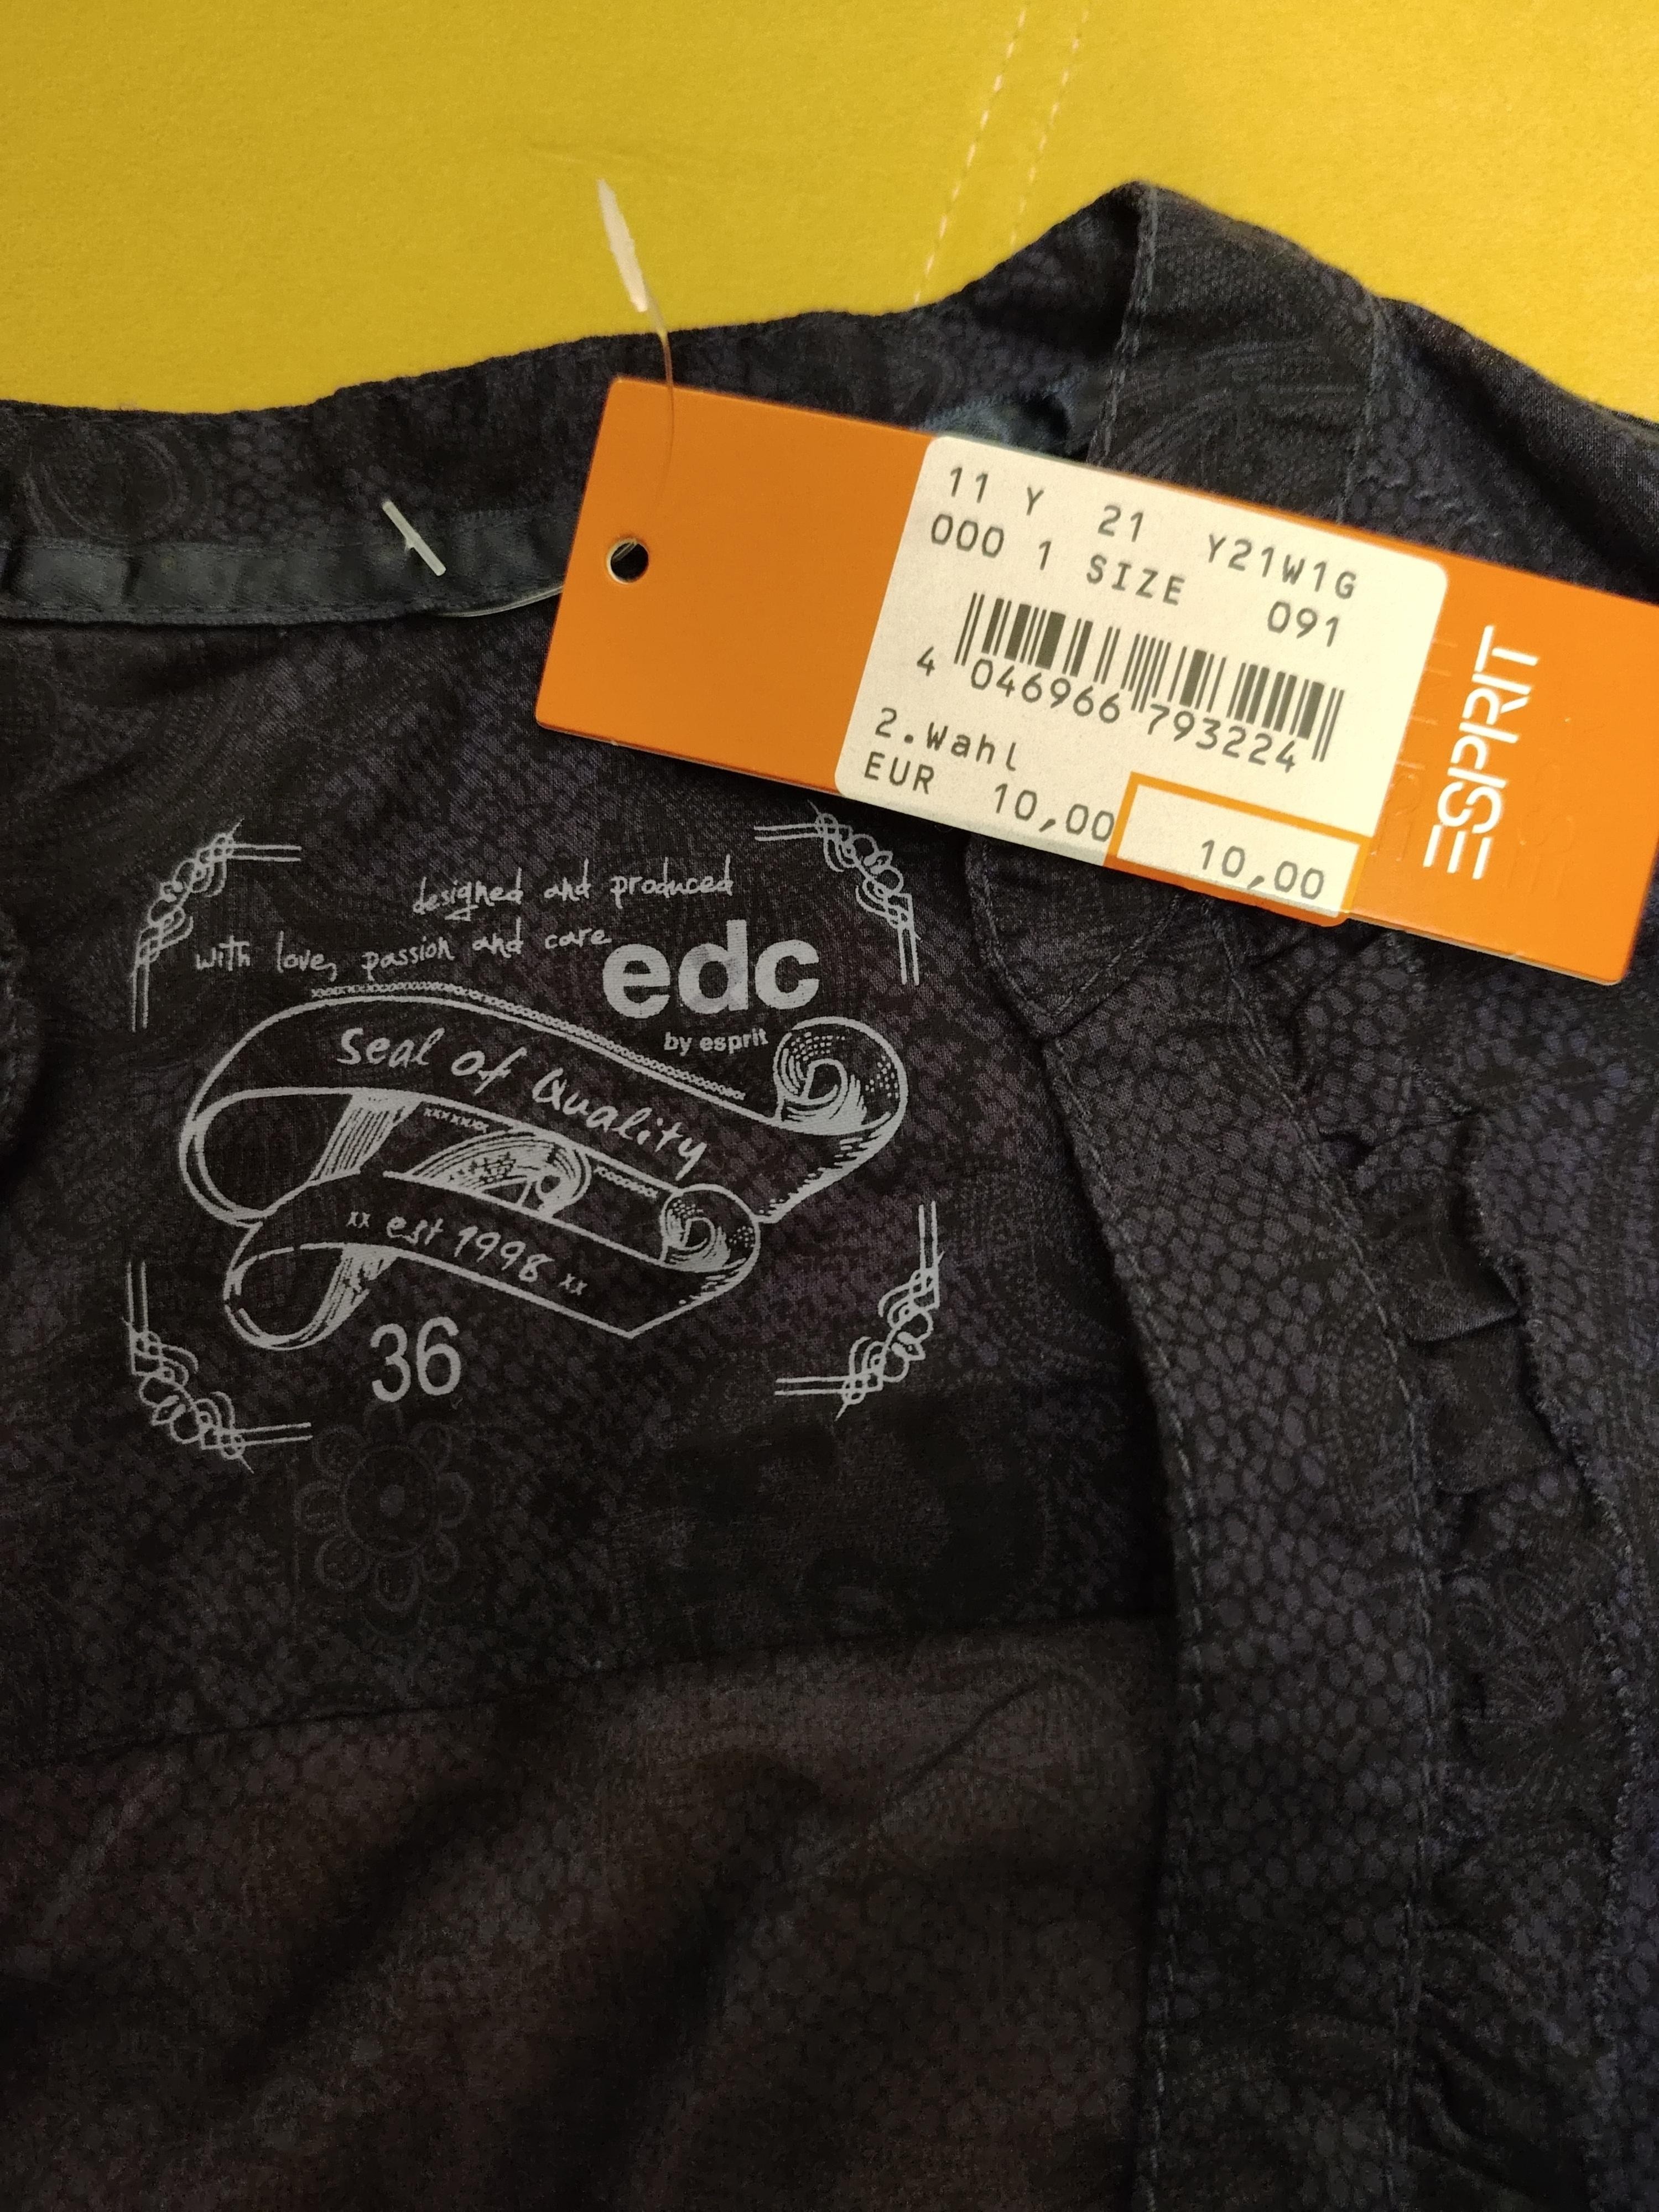 11 Y 21 Y21W1G
000 1 SIZE 091
4 046966 793224
2.Wahl
EUR 10,00 10,00
ESPRIT
designed and produced
with love, passion and care
edc
by esprit
Seal of Quality
xx est 1998 xx
36